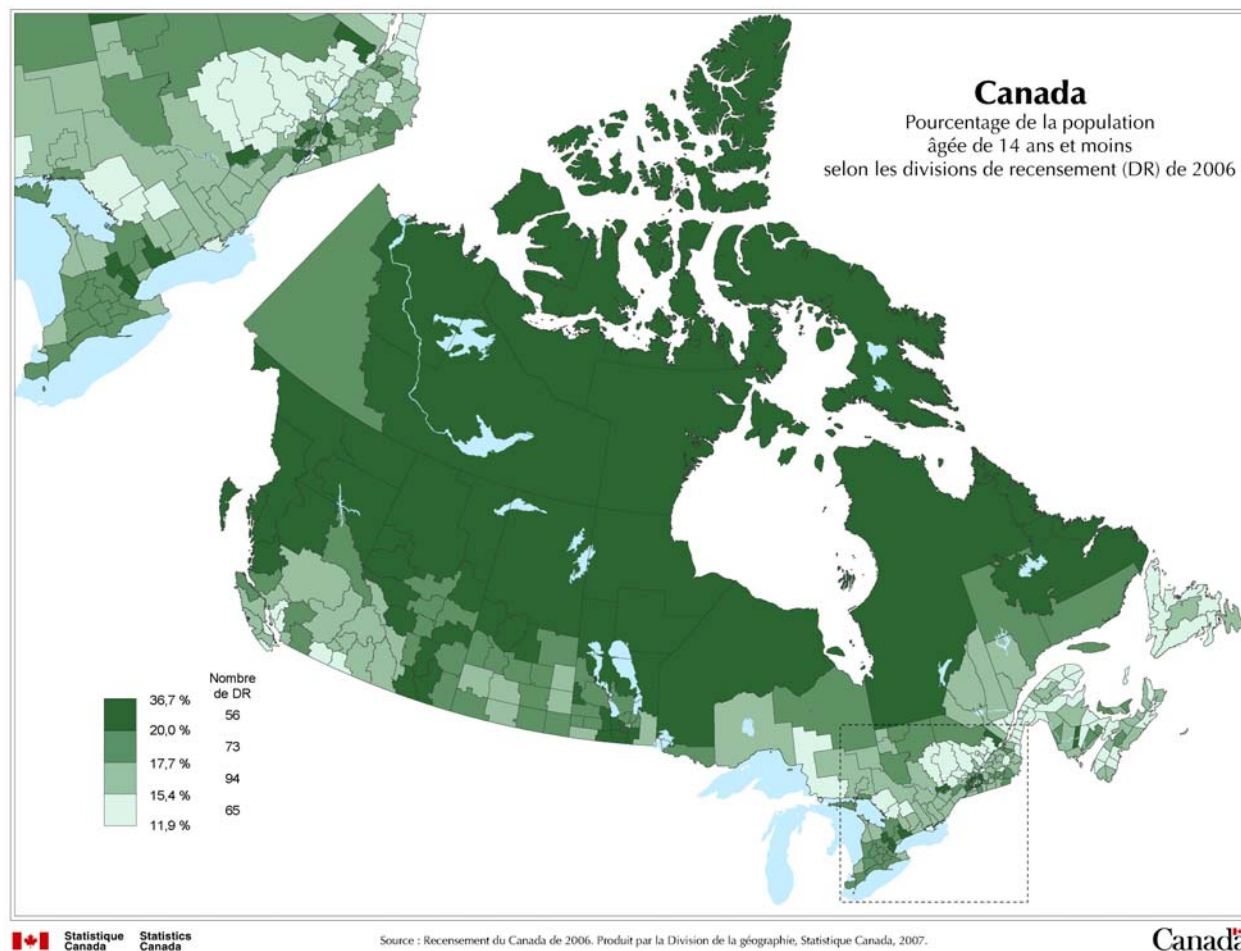 Canada
Pourcentage de la population
âgée de 14 ans et moins
selon les divisions de recensement (DR) de 2006
Nombre
de DR
36,7 %
56
20,0 %
73
17,7 %
94
15,4 %
65
11,9 %
Statistique Canada
Statistics Canada
Source : Recensement du Canada de 2006. Produit par la Division de la géographie, Statistique Canada, 2007.
Canada